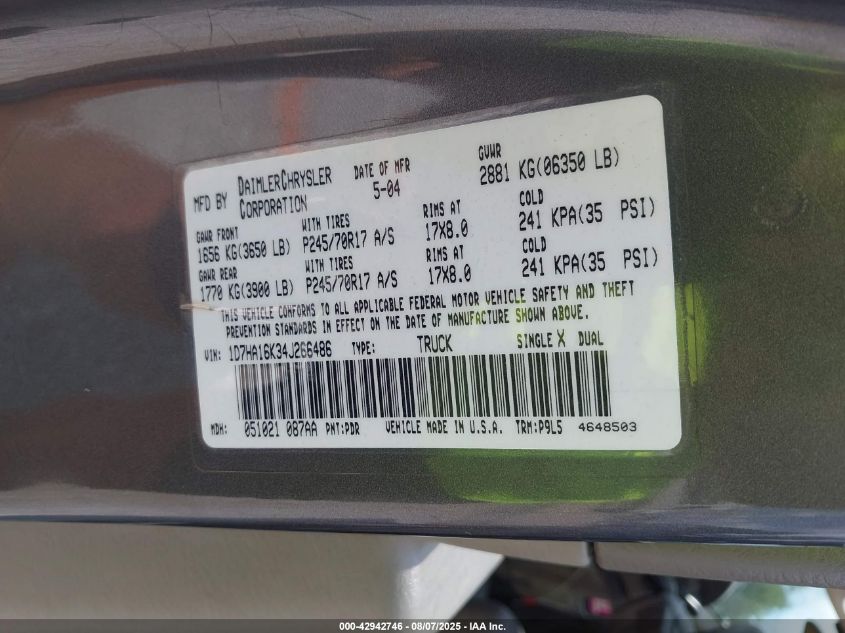 MFD BY DAIMLERCHRYSLER CORPORATION DATE OF MFR 5-04 GVWR 2881 KG(06350 LB)
GAWR FRONT WITH TIRES RIMS AT COLD
1656 KG(3650 LB) P245/70R17 A/S 17X8.0 241 KPA(35 PSI)
GAWR REAR WITH TIRES RIMS AT COLD
1770 KG(3900 LB) P245/70R17 A/S 17X8.0 241 KPA(35 PSI)
THIS VEHICLE CONFORMS TO ALL APPLICABLE FEDERAL MOTOR VEHICLE SAFETY AND THEFT
PREVENTION STANDARDS IN EFFECT ON THE DATE OF MANUFACTURE SHOWN ABOVE.
VIN: 1D7HA16K34J266486 TYPE: TRUCK SINGLE X DUAL
MDH: 051021 087AA PNT:PDR VEHICLE MADE IN U.S.A. TRM:P9L5 4648503
000-42942746 - 08/07/2025 - IAA Inc.